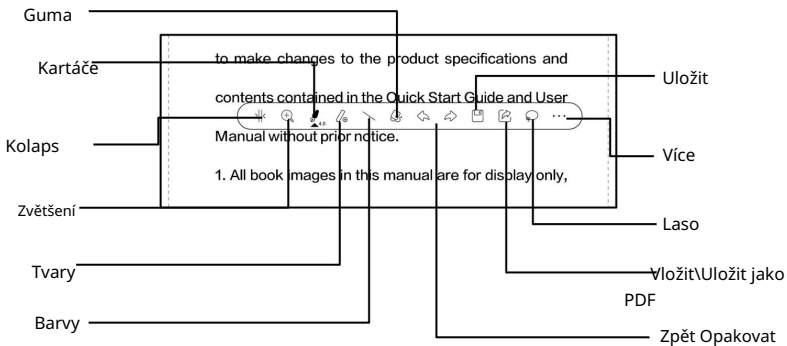 Guma
Kartáče
Kolaps
Zvětšení
Tvary
Barvy
to make changes to the product specifications and
contents contained in the Quick Start Guide and User
4.0
Manual without prior notice.
1. All book images in this manual are for display only,
Uložit
Více
Laso
Vložit\Uložit jako
PDF
Zpět Opakovat